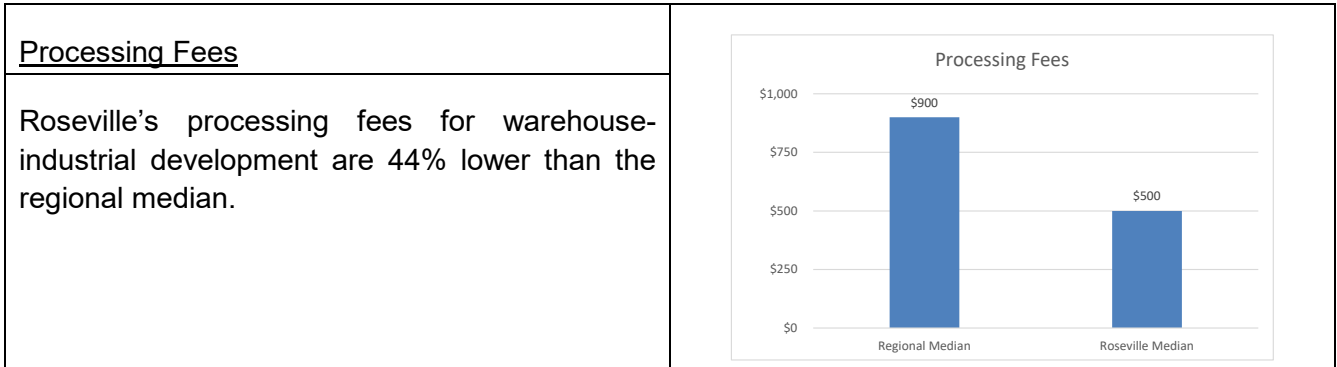 Processing Fees
Roseville’s processing fees for warehouse-
industrial development are 44% lower than the
regional median.
Processing Fees
$1,000
$900
$750
$500
$500
$250
$0
Regional Median
Roseville Median